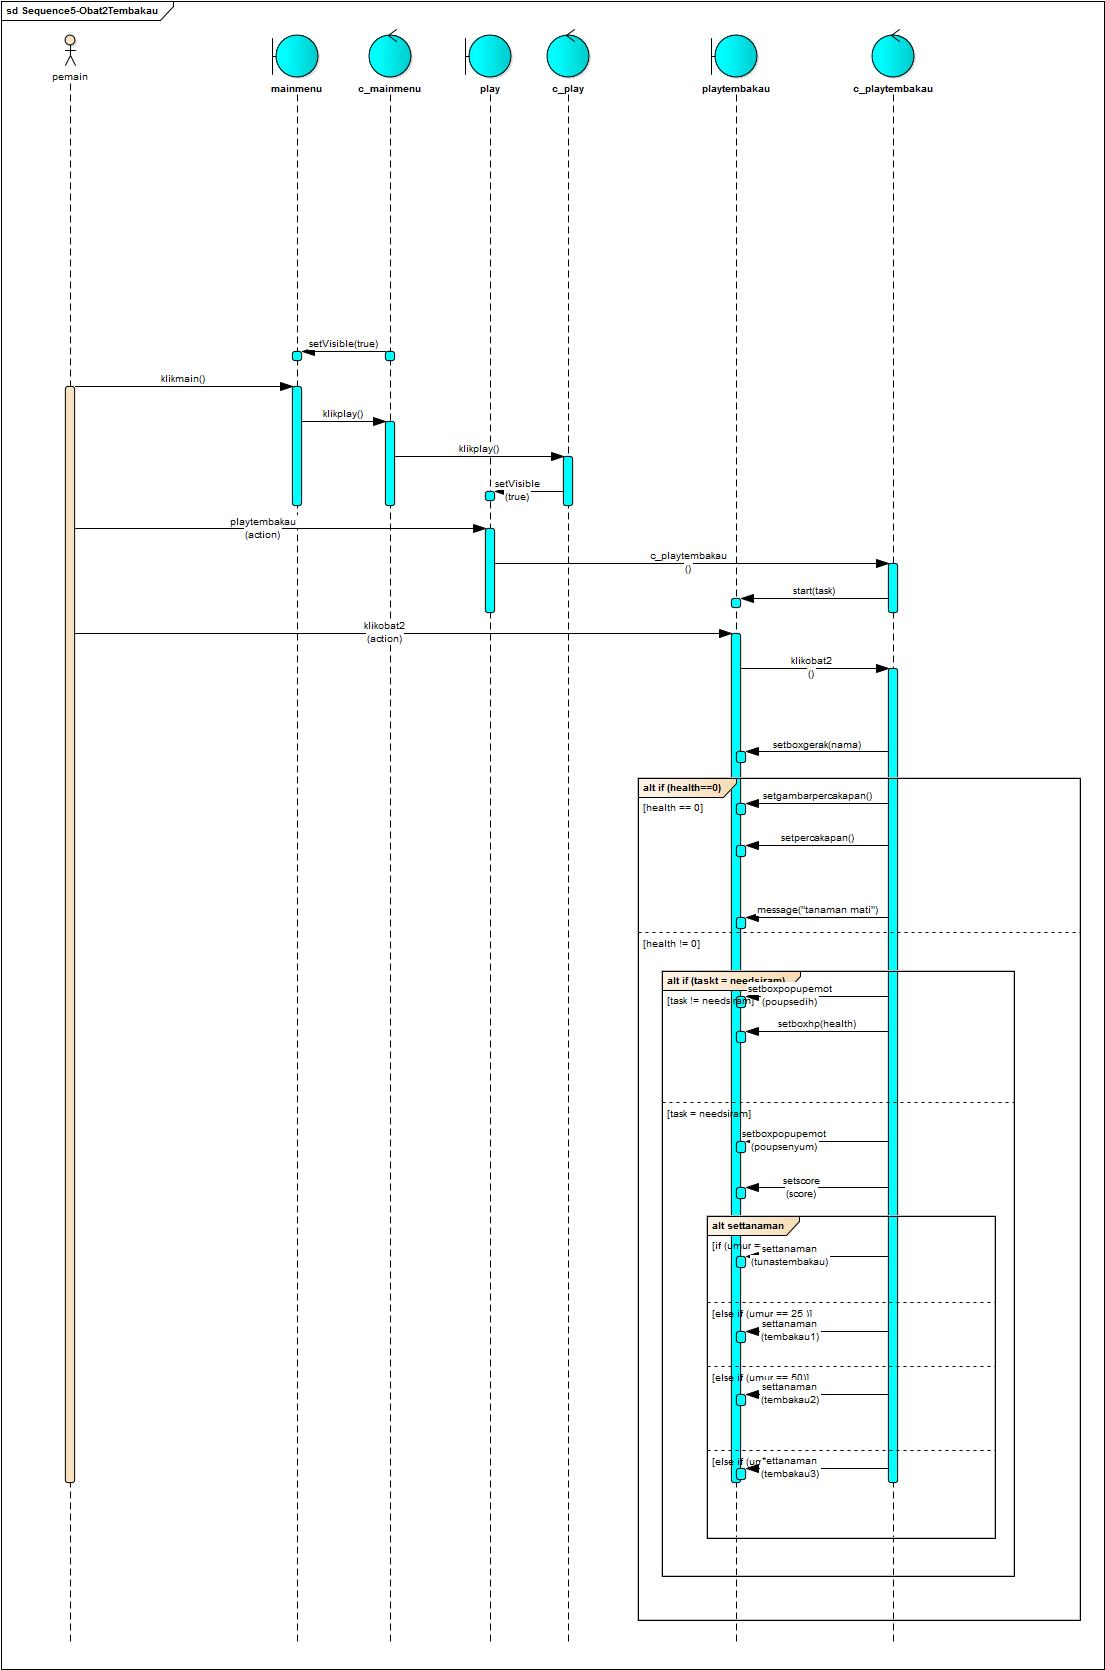 sd Sequence5-Obat2Tembakau
pemain
mainmenu
c_mainmenu
play
c_play
playtembakau
c_playtembakau
setVisible(true)
klikmain()
klikplay()
klikplay()
setVisible
(true)
playtembakau
(action)
c_playtembakau
()
start(task)
klikobat2
(action)
klikobat2
()
setboxgerak(nama)
alt if (health==0)
setgambarpercakapan()
[health == 0]
setpercakapan()
message("tanaman mati")
[health != 0]
alt if (taskt = needsiram)
setboxpopupemot
[task != needsiram]
(poupsedih)
setboxhp(health)
[task = needsiram]
setboxpopupemot
(poupsenyum)
setscore
(score)
alt settanaman
[if (umur =
settanaman
(tunastembakau)
[else if (umur == 25 )]
settanaman
(tembakau1)
[else if (umur == 50)]
settanaman
(tembakau2)
[else if
ettanaman
(tembakau3)